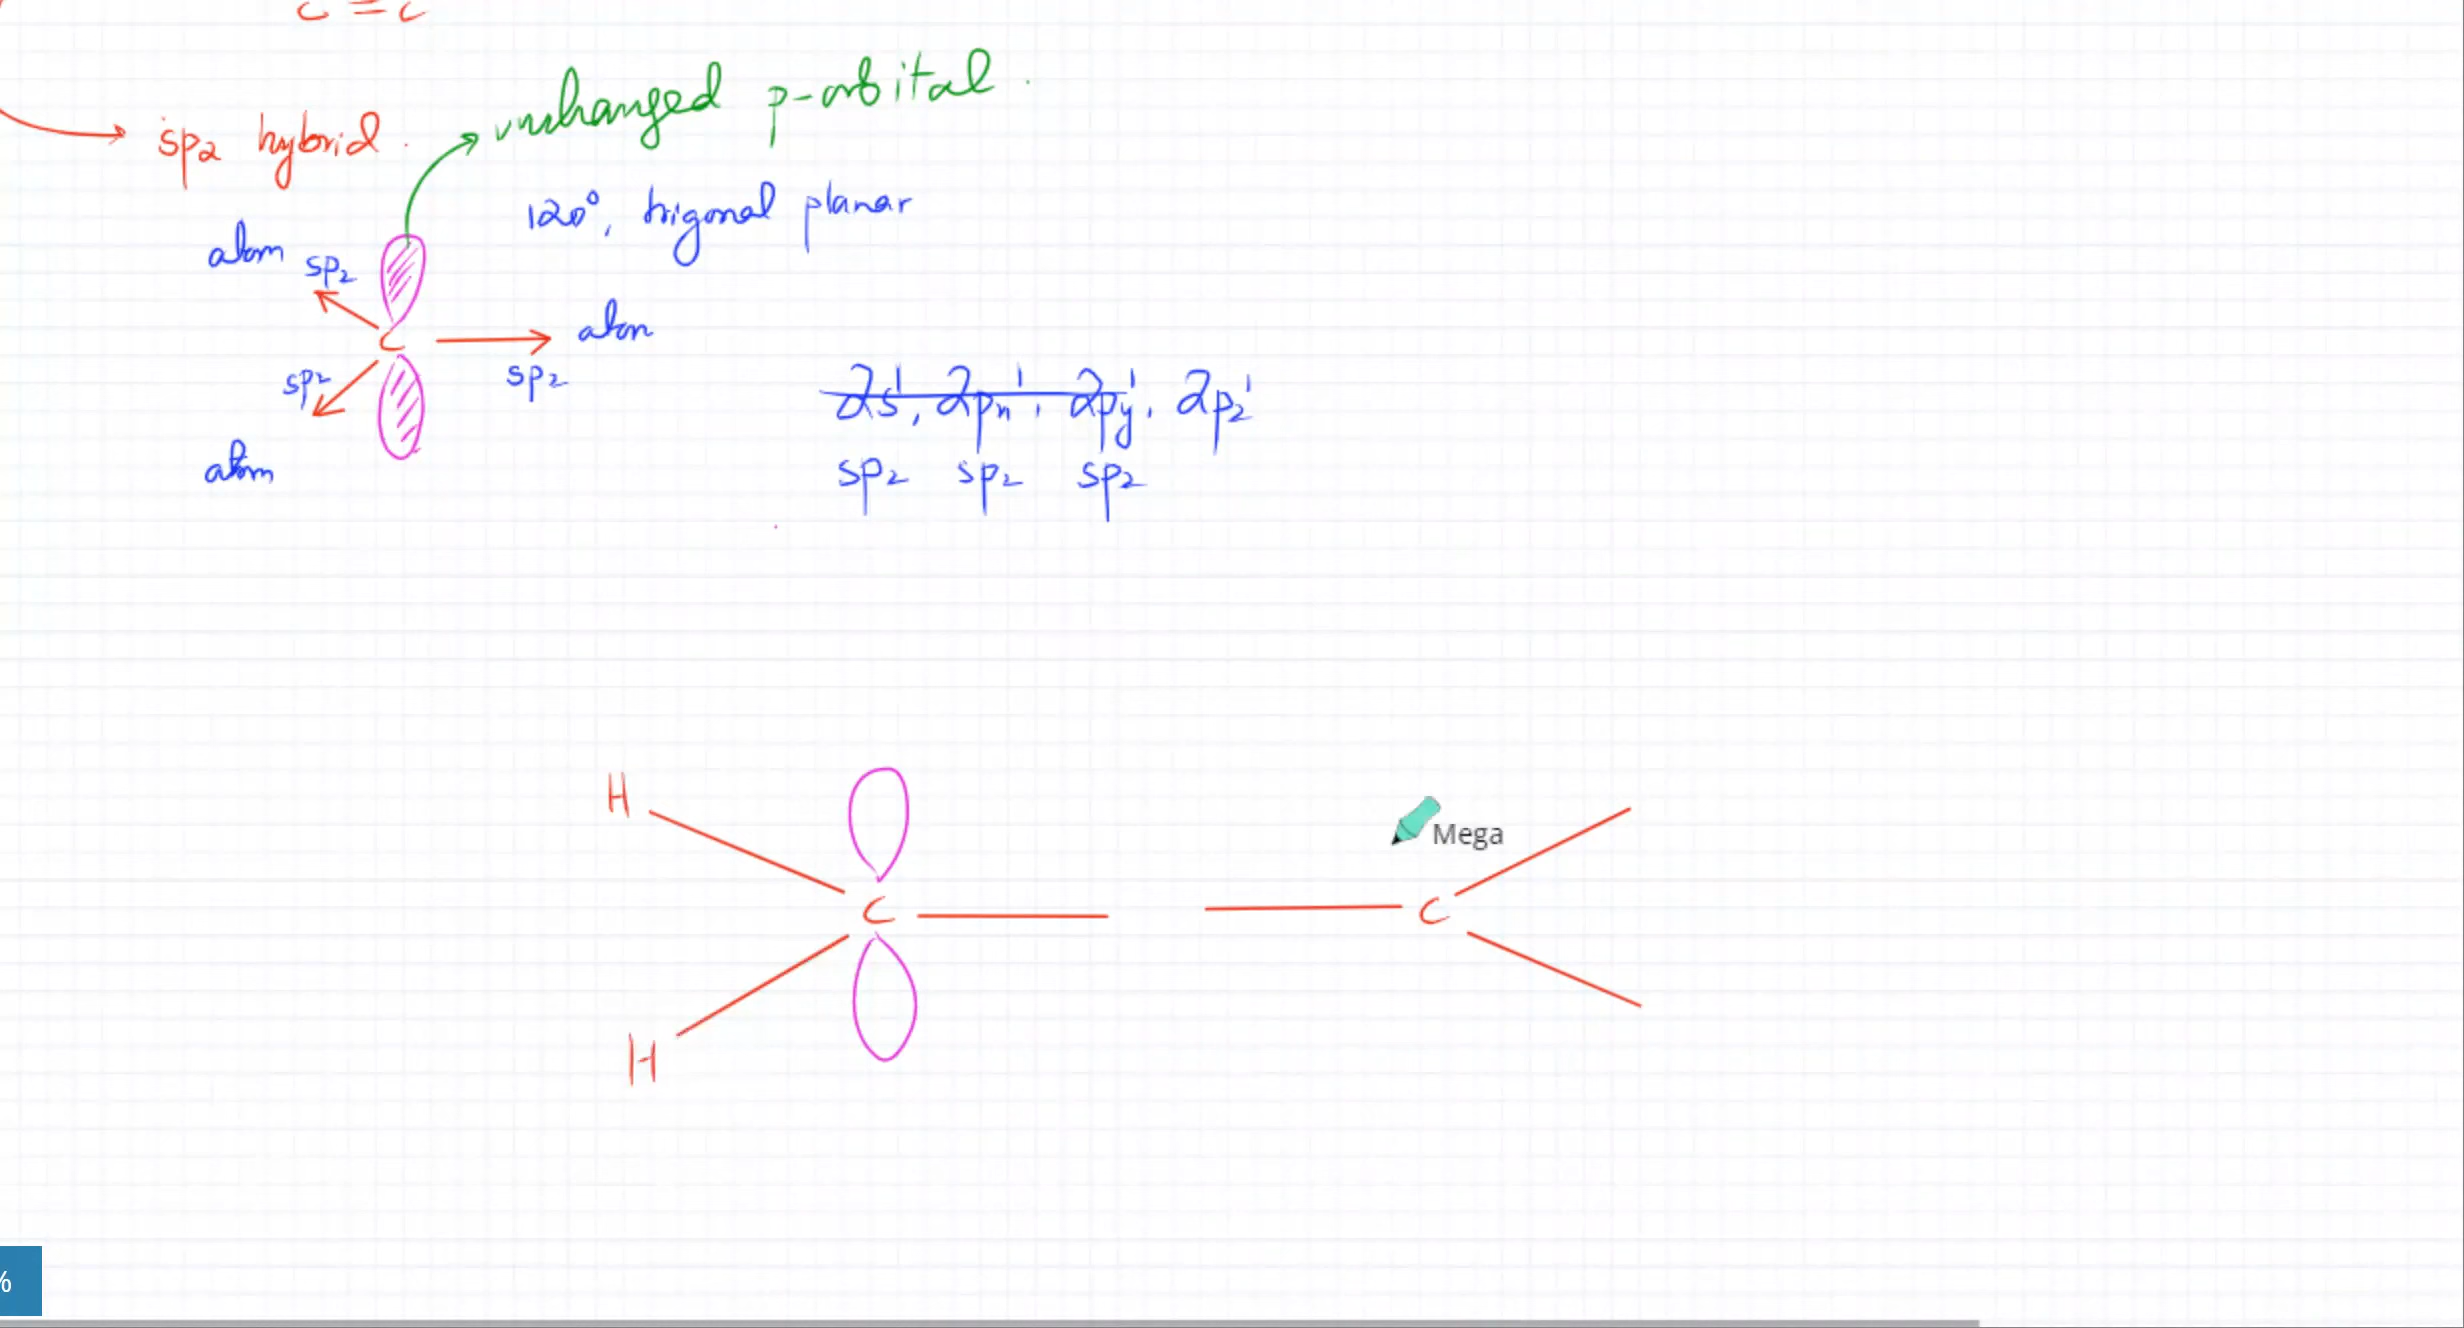 C = C
unchanged p-orbital.
sp2 hybrid.
120°, trigonal planar
atom sp2
C atom
sp2 sp2
atom
2s¹, 2px¹, 2py¹, 2pz¹
sp2 sp2 sp2
H
Mega
C C
H
%